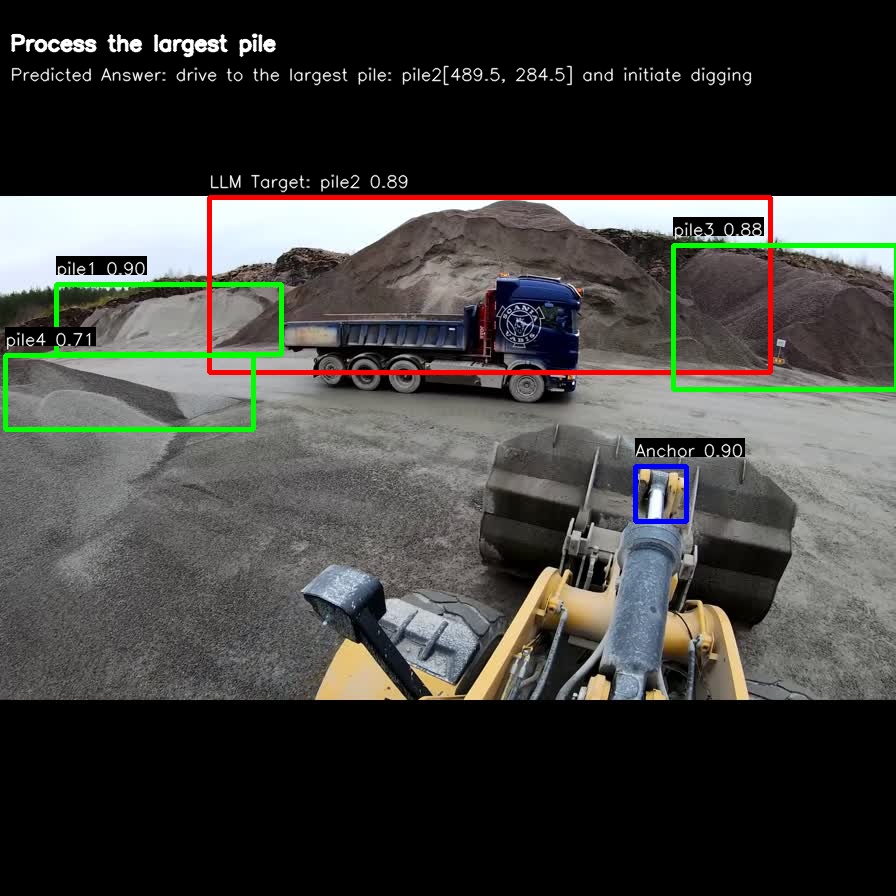 Process the largest pile
Predicted Answer: drive to the largest pile: pile2[489.5, 284.5] and initiate digging
LLM Target: pile2 0.89
pile3 0.88
pile1 0.90
SCANIA
VABIS
pile4 0.71
Anchor 0.90